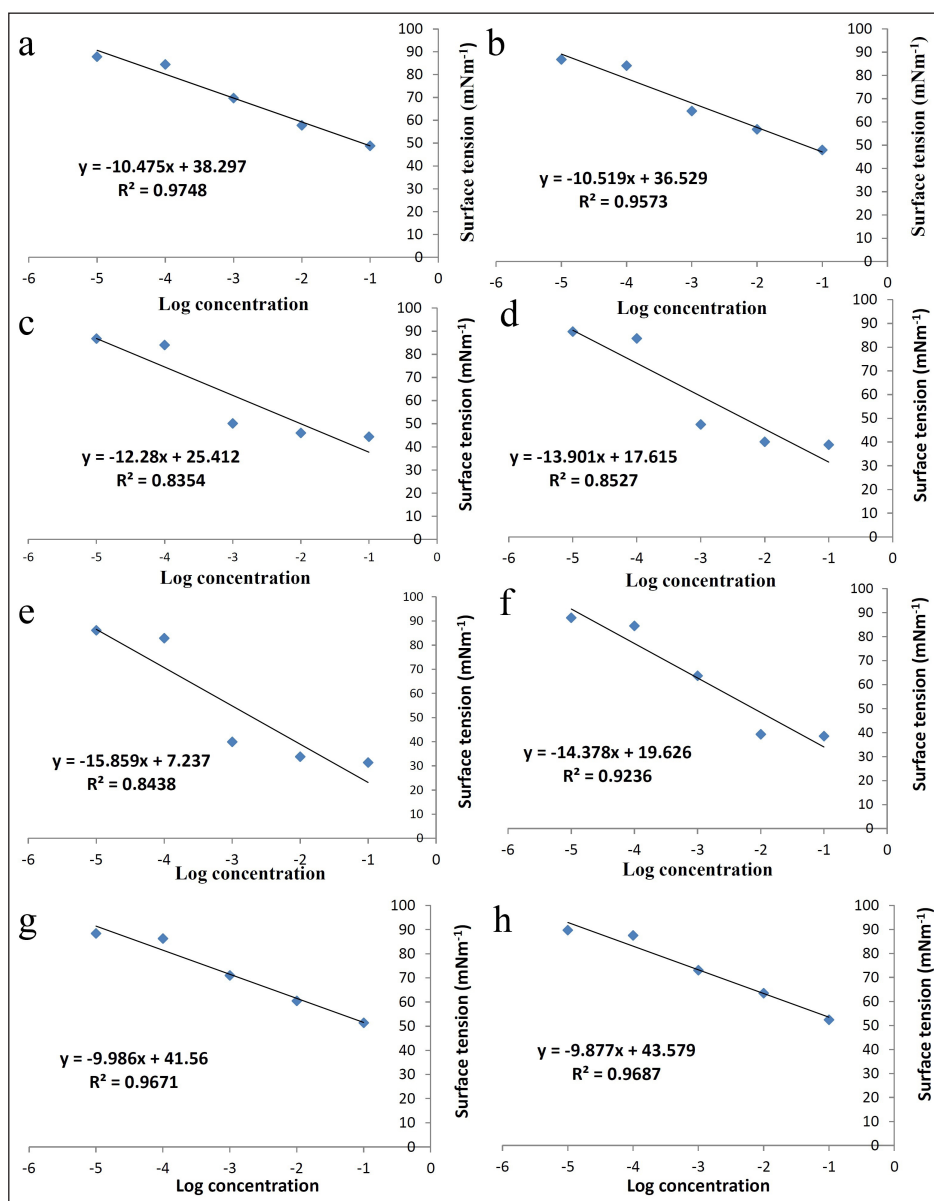 a
100
90
80
70
60
50
40
30
20
10
0
Surface tension (mNm⁻¹)
y = -10.475x + 38.297
R² = 0.9748
-6 -5 -4 -3 -2 -1 0
Log concentration
b
100
90
80
70
60
50
40
30
20
10
0
Surface tension (mNm⁻¹)
y = -10.519x + 36.529
R² = 0.9573
-6 -5 -4 -3 -2 -1 0
Log concentration
c
100
90
80
70
60
50
40
30
20
10
0
Surface tension (mNm⁻¹)
y = -12.28x + 25.412
R² = 0.8354
-6 -5 -4 -3 -2 -1 0
Log concentration
d
100
90
80
70
60
50
40
30
20
10
0
Surface tension (mNm⁻¹)
y = -13.901x + 17.615
R² = 0.8527
-6 -5 -4 -3 -2 -1 0
Log concentration
e
100
90
80
70
60
50
40
30
20
10
0
Surface tension (mNm⁻¹)
y = -15.859x + 7.237
R² = 0.8438
-6 -5 -4 -3 -2 -1 0
Log concentration
f
100
90
80
70
60
50
40
30
20
10
0
Surface tension (mNm⁻¹)
y = -14.378x + 19.626
R² = 0.9236
-6 -5 -4 -3 -2 -1 0
Log concentration
g
100
90
80
70
60
50
40
30
20
10
0
Surface tension (mNm⁻¹)
y = -9.986x + 41.56
R² = 0.9671
-6 -5 -4 -3 -2 -1 0
Log concentration
h
100
90
80
70
60
50
40
30
20
10
0
Surface tension (mNm⁻¹)
y = -9.877x + 43.579
R² = 0.9687
-6 -5 -4 -3 -2 -1 0
Log concentration